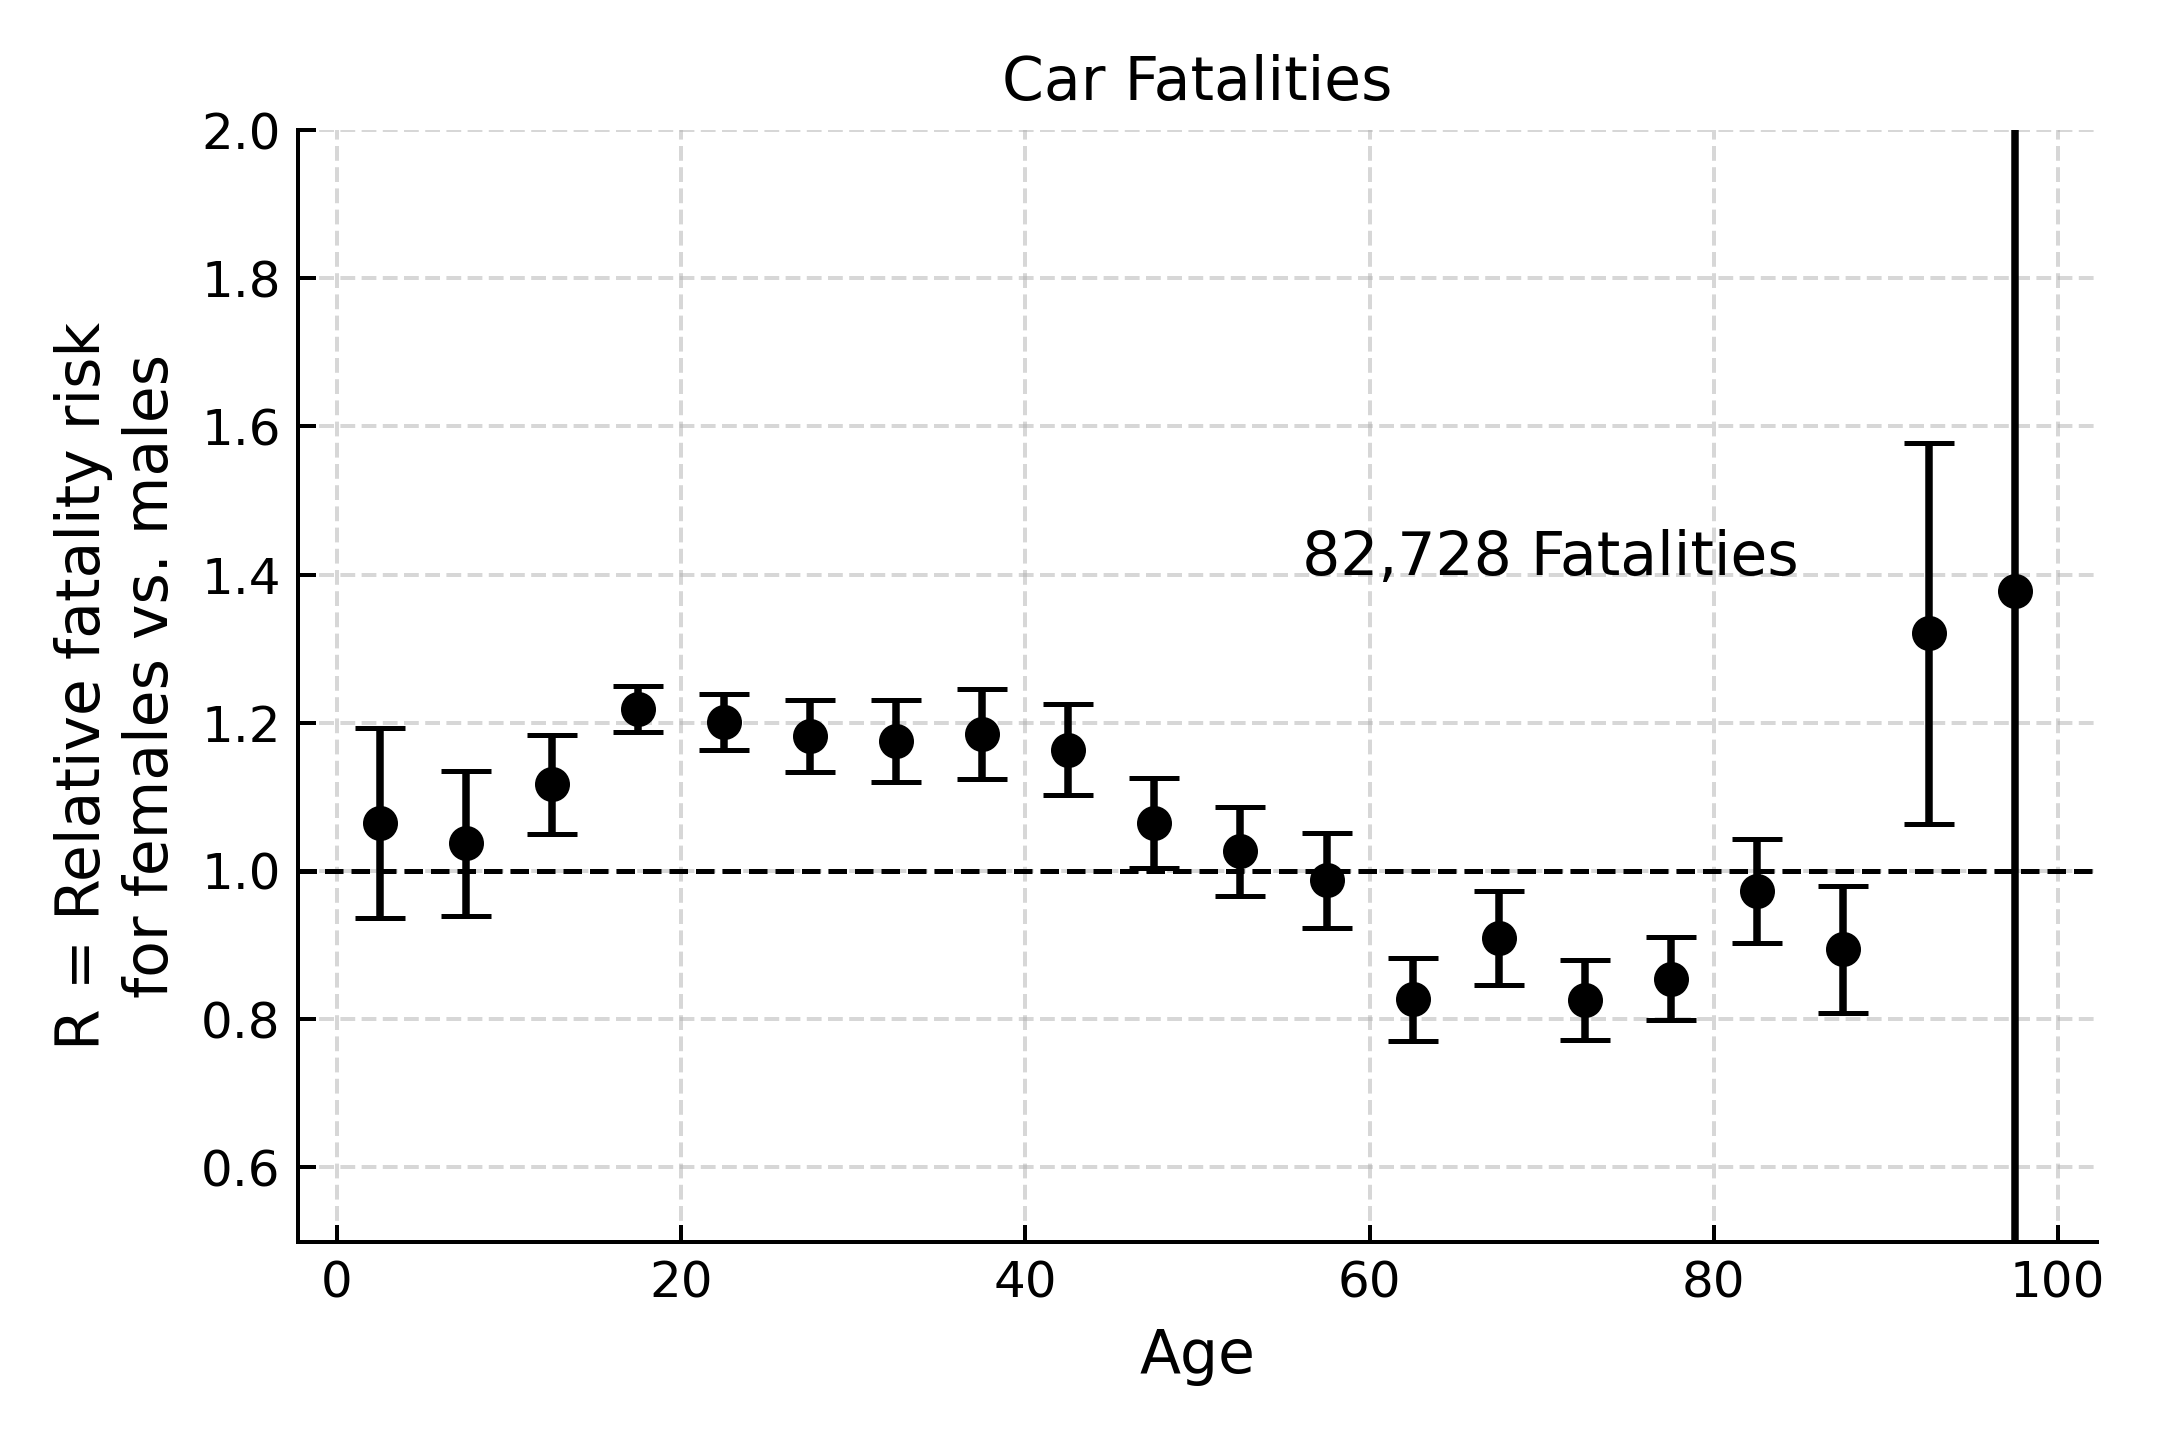 Car Fatalities
R = Relative fatality risk
for females vs. males
2.0
1.8
1.6
1.4
1.2
1.0
0.8
0.6
82,728 Fatalities
0 20 40 60 80 100
Age